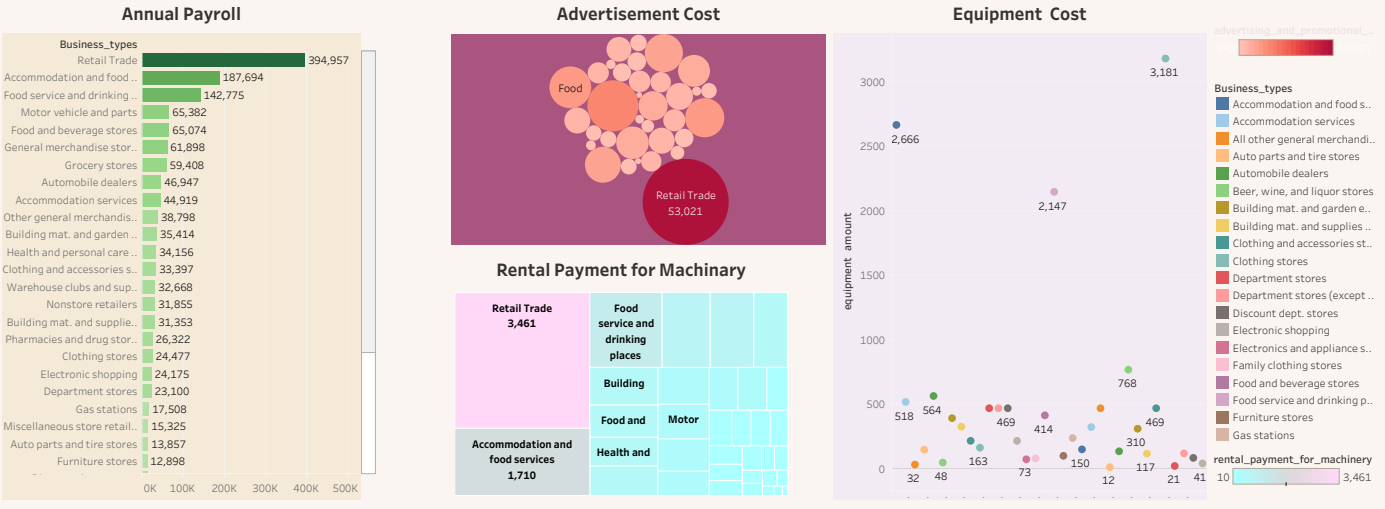 Annual Payroll
Business_types
Retail Trade 394,957
Accommodation and food .. 187,694
Food service and drinking .. 142,775
Motor vehicle and parts 65,382
Food and beverage stores 65,074
General merchandise stor.. 61,898
Grocery stores 59,408
Automobile dealers 46,947
Accommodation services 44,919
Other general merchandis.. 38,798
Building mat. and garden .. 35,414
Health and personal care .. 34,156
Clothing and accessories s.. 33,397
Warehouse clubs and sup.. 32,668
Nonstore retailers 31,855
Building mat. and supplie.. 31,353
Pharmacies and drug stor.. 26,322
Clothing stores 24,477
Electronic shopping 24,175
Department stores 23,100
Gas stations 17,508
Miscellaneous store retail.. 15,325
Auto parts and tire stores 13,857
Furniture stores 12,898
0K 100K 200K 300K 400K 500K
Advertisement Cost
Food
Retail Trade
53,021
Rental Payment for Machinary
Retail Trade
3,461
Accommodation and
food services
1,710
Food
service and
drinking
places
Building
Food and
Motor
Health and
Equipment Cost
equipment amount
3000
2500
2000
1500
1000
500
0
3,181
2,666
2,147
768
518
564
469
414
310
469
163
73
150
117
32
48
12
21
41
advertising_and_promotional_..
Business_types
Accommodation and food s..
Accommodation services
All other general merchandi..
Auto parts and tire stores
Automobile dealers
Beer, wine, and liquor stores
Building mat. and garden e..
Building mat. and supplies ..
Clothing and accessories st..
Clothing stores
Department stores
Department stores (except ..
Discount dept. stores
Electronic shopping
Electronics and appliance s..
Family clothing stores
Food and beverage stores
Food service and drinking p..
Furniture stores
Gas stations
rental_payment_for_machinery
10 3,461